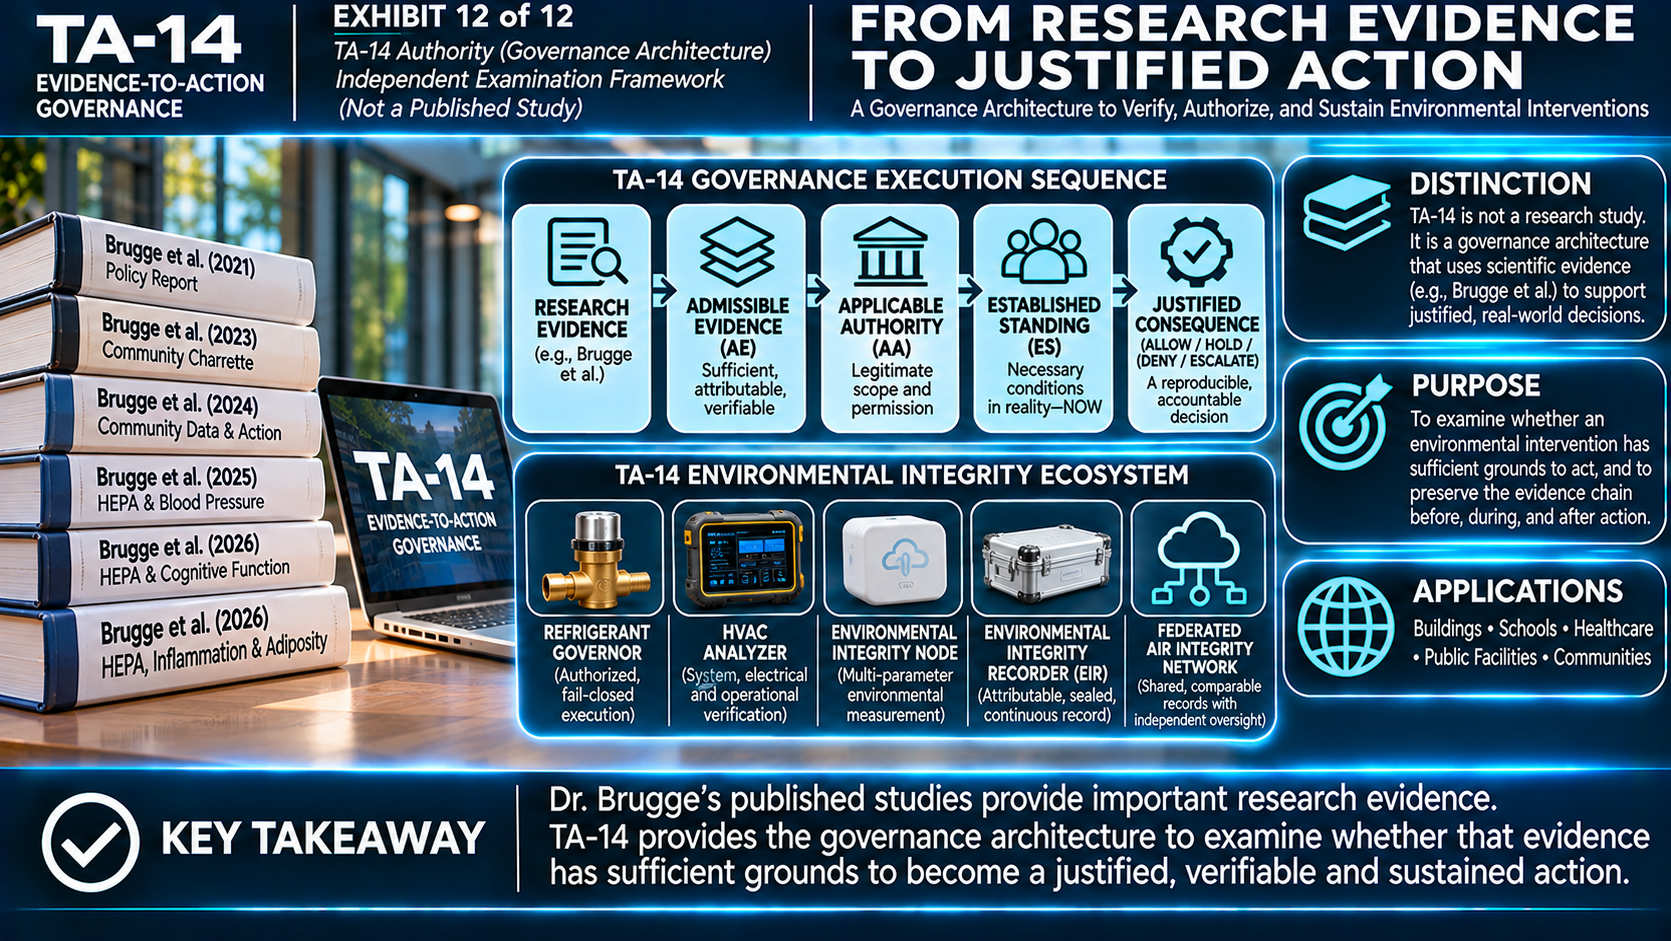 TA-14
EVIDENCE-TO-ACTION
GOVERNANCE
EXHIBIT 12 of 12
TA-14 Authority (Governance Architecture)
Independent Examination Framework
(Not a Published Study)
FROM RESEARCH EVIDENCE
TO JUSTIFIED ACTION
A Governance Architecture to Verify, Authorize, and Sustain Environmental Interventions
Brugge et al. (2021)
Policy Report
Brugge et al. (2023)
Community Charrette
Brugge et al. (2024)
Community Data & Action
Brugge et al. (2025)
HEPA & Blood Pressure
Brugge et al. (2026)
HEPA & Cognitive Function
Brugge et al. (2026)
HEPA, Inflammation & Adiposity
TA-14
EVIDENCE-TO-ACTION
GOVERNANCE
TA-14 GOVERNANCE EXECUTION SEQUENCE
RESEARCH
EVIDENCE
(e.g., Brugge
et al.)
ADMISSIBLE
EVIDENCE
(AE)
Sufficient,
attributable,
verifiable
APPLICABLE
AUTHORITY
(AA)
Legitimate
scope and
permission
ESTABLISHED
STANDING
(ES)
Necessary
conditions
in reality—NOW
JUSTIFIED
CONSEQUENCE
(ALLOW / HOLD /
(DENY / ESCALATE)
A reproducible,
accountable
decision
TA-14 ENVIRONMENTAL INTEGRITY ECOSYSTEM
REFRIGERANT
GOVERNOR
(Authorized,
fail-closed
execution)
HVAC
ANALYZER
(System, electrical
and operational
verification)
ENVIRONMENTAL
INTEGRITY NODE
(Multi-parameter
environmental
measurement)
ENVIRONMENTAL
INTEGRITY
RECORDER (EIR)
(Attributable, sealed,
continuous record)
FEDERATED
AIR INTEGRITY
NETWORK
(Shared, comparable
records with
independent oversight)
DISTINCTION
TA-14 is not a research study.
It is a governance architecture
that uses scientific evidence
(e.g., Brugge et al.) to support
justified, real-world decisions.
PURPOSE
To examine whether an
environmental intervention has
sufficient grounds to act, and to
preserve the evidence chain
before, during, and after action.
APPLICATIONS
Buildings • Schools • Healthcare
• Public Facilities • Communities
KEY TAKEAWAY
Dr. Brugge's published studies provide important research evidence.
TA-14 provides the governance architecture to examine whether that evidence
has sufficient grounds to become a justified, verifiable and sustained action.